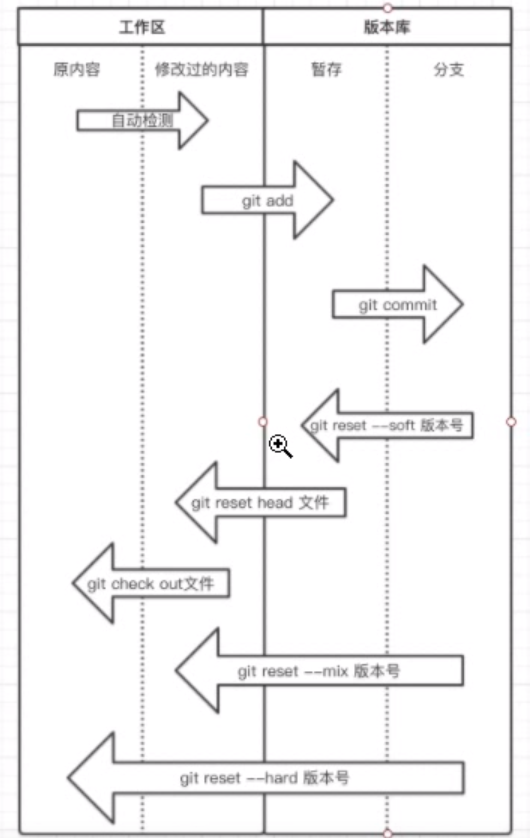 工作区
版本库
原内容
修改过的内容
暂存
分支
自动检测
git add
git commit
git reset --soft 版本号
git reset head 文件
git check out文件
git reset --mix 版本号
git reset --hard 版本号